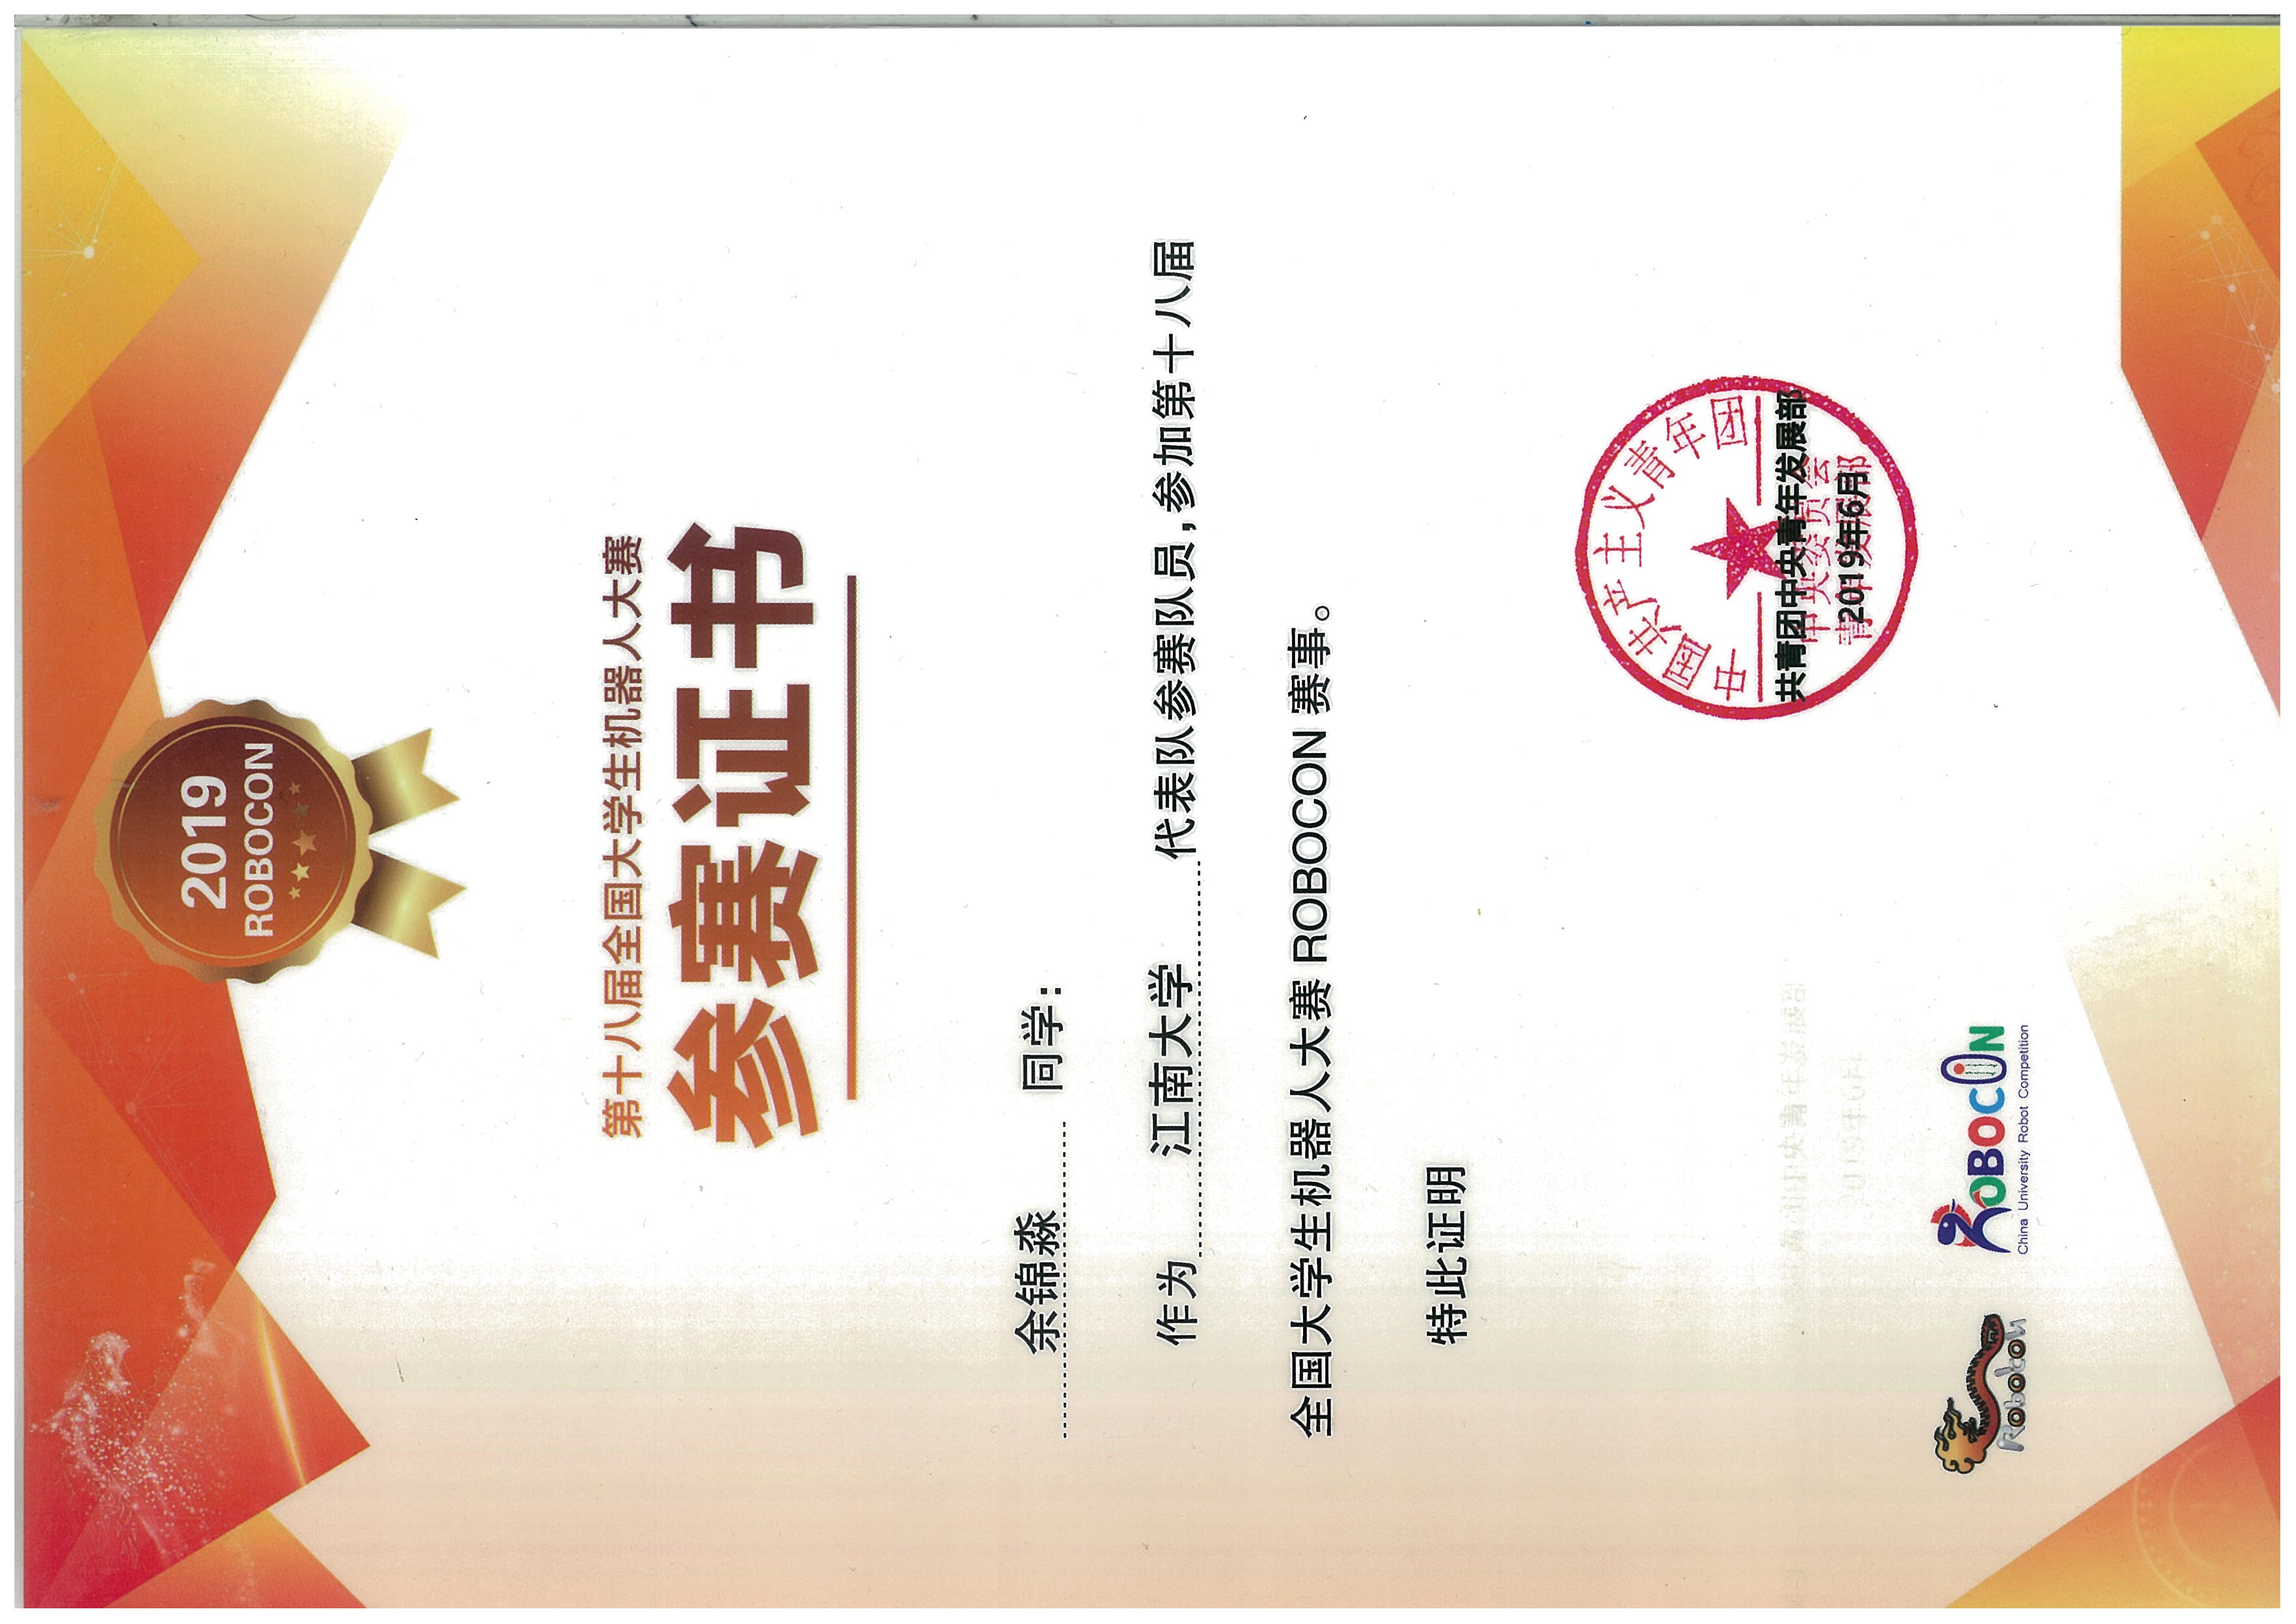 2019
ROBOCON
第十八届全国大学生机器人大赛
参赛证书
余锦淼 同学：
作为 江南大学 代表队参赛队员，参加第十八届
全国大学生机器人大赛 ROBOCON 赛事。
特此证明
中国共产主义青年团
共青团中央青年发展部
中央委员会
2019年6月
青年发展部
Robocon
ROBOCON
China University Robot Competition